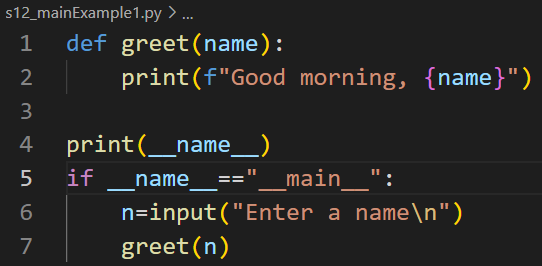 s12_mainExample1.py > ...
1 def greet(name):
2     print(f"Good morning, {name}")
3
4 print(__name__)
5 if __name__=="__main__":
6     n=input("Enter a name\n")
7     greet(n)